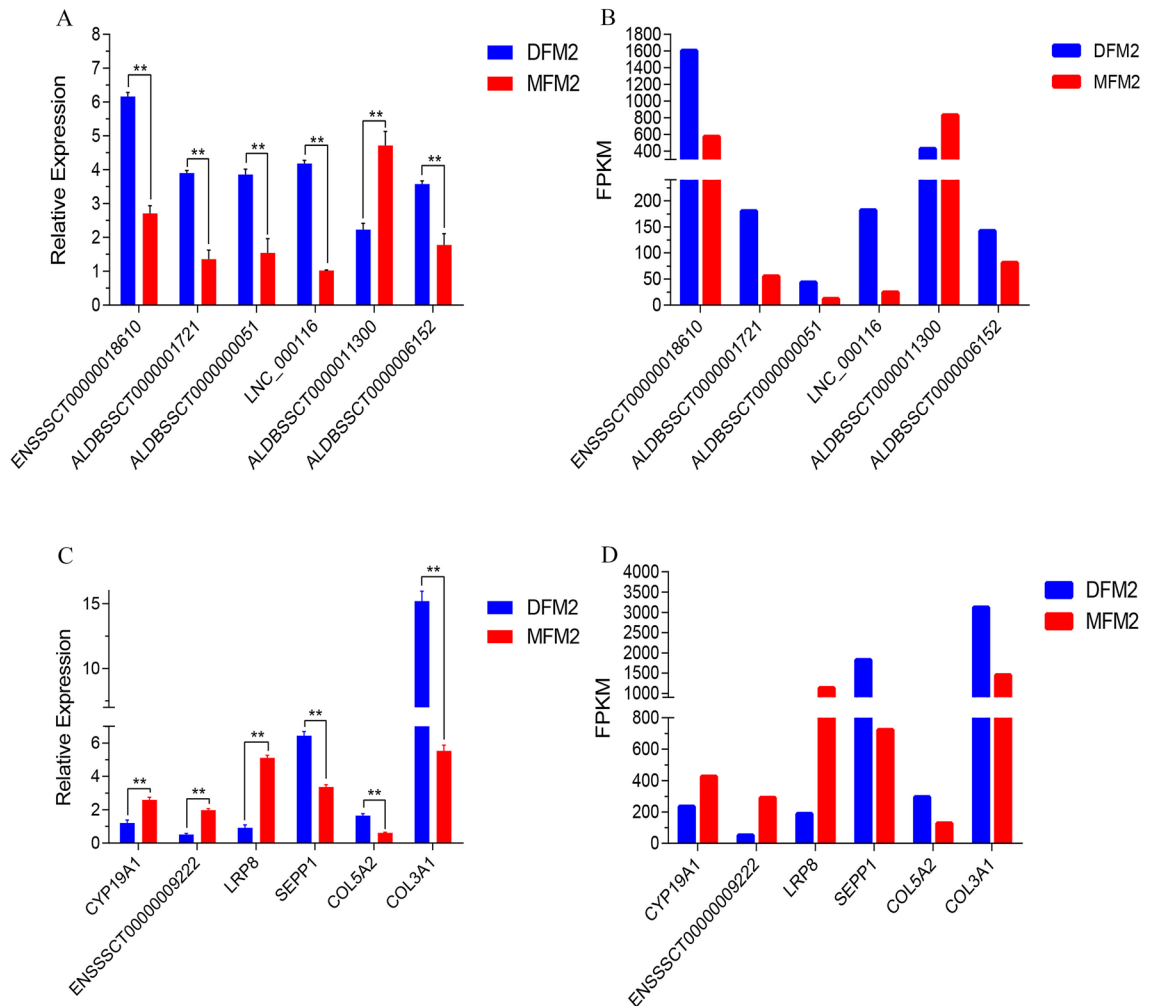 A
8
7
6
5
4
3
2
1
0
Relative Expression
**
**
**
**
**
**
DFM2
MFM2
ENSSSCT00000018610
ALDBSSCT0000001721
ALDBSSCT0000000051
LNC_000116
ALDBSSCT0000011300
ALDBSSCT0000006152
B
1800
1600
1400
1200
1000
800
600
400
200
150
100
50
0
FPKM
DFM2
MFM2
ENSSSCT00000018610
ALDBSSCT0000001721
ALDBSSCT0000000051
LNC_000116
ALDBSSCT0000011300
ALDBSSCT0000006152
C
15
10
6
4
2
0
Relative Expression
**
**
**
**
**
**
DFM2
MFM2
CYP19A1
ENSSSCT00000009222
LRP8
SEPP1
COL5A2
COL3A1
D
4000
3500
3000
2500
2000
1500
1000
800
600
400
200
0
FPKM
DFM2
MFM2
CYP19A1
ENSSSCT00000009222
LRP8
SEPP1
COL5A2
COL3A1